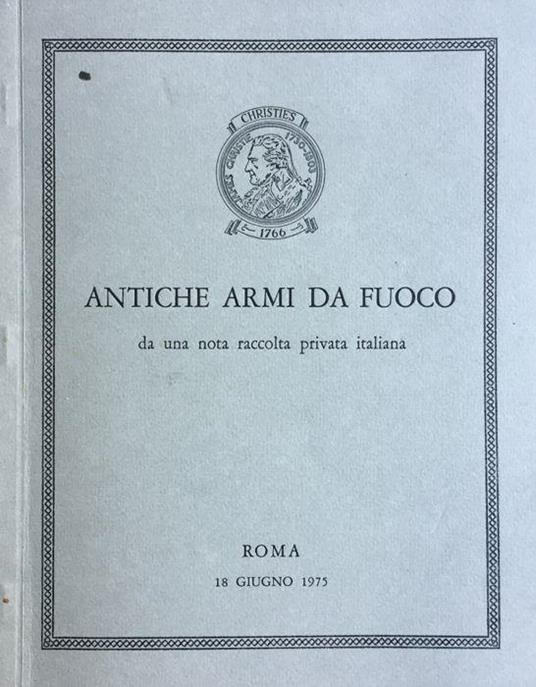 CHRISTIES
JAMES CHRISTIE 1730-1803
1766
ANTICHE ARMI DA FUOCO
da una nota raccolta privata italiana
ROMA
18 GIUGNO 1975